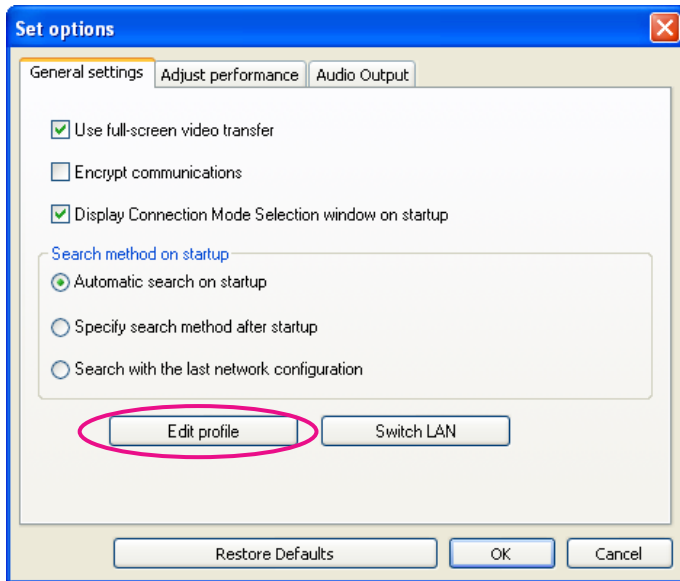 Set options
General settings Adjust performance Audio Output
Use full-screen video transfer
Encrypt communications
Display Connection Mode Selection window on startup
Search method on startup
Automatic search on startup
Specify search method after startup
Search with the last network configuration
Edit profile Switch LAN
Restore Defaults OK Cancel